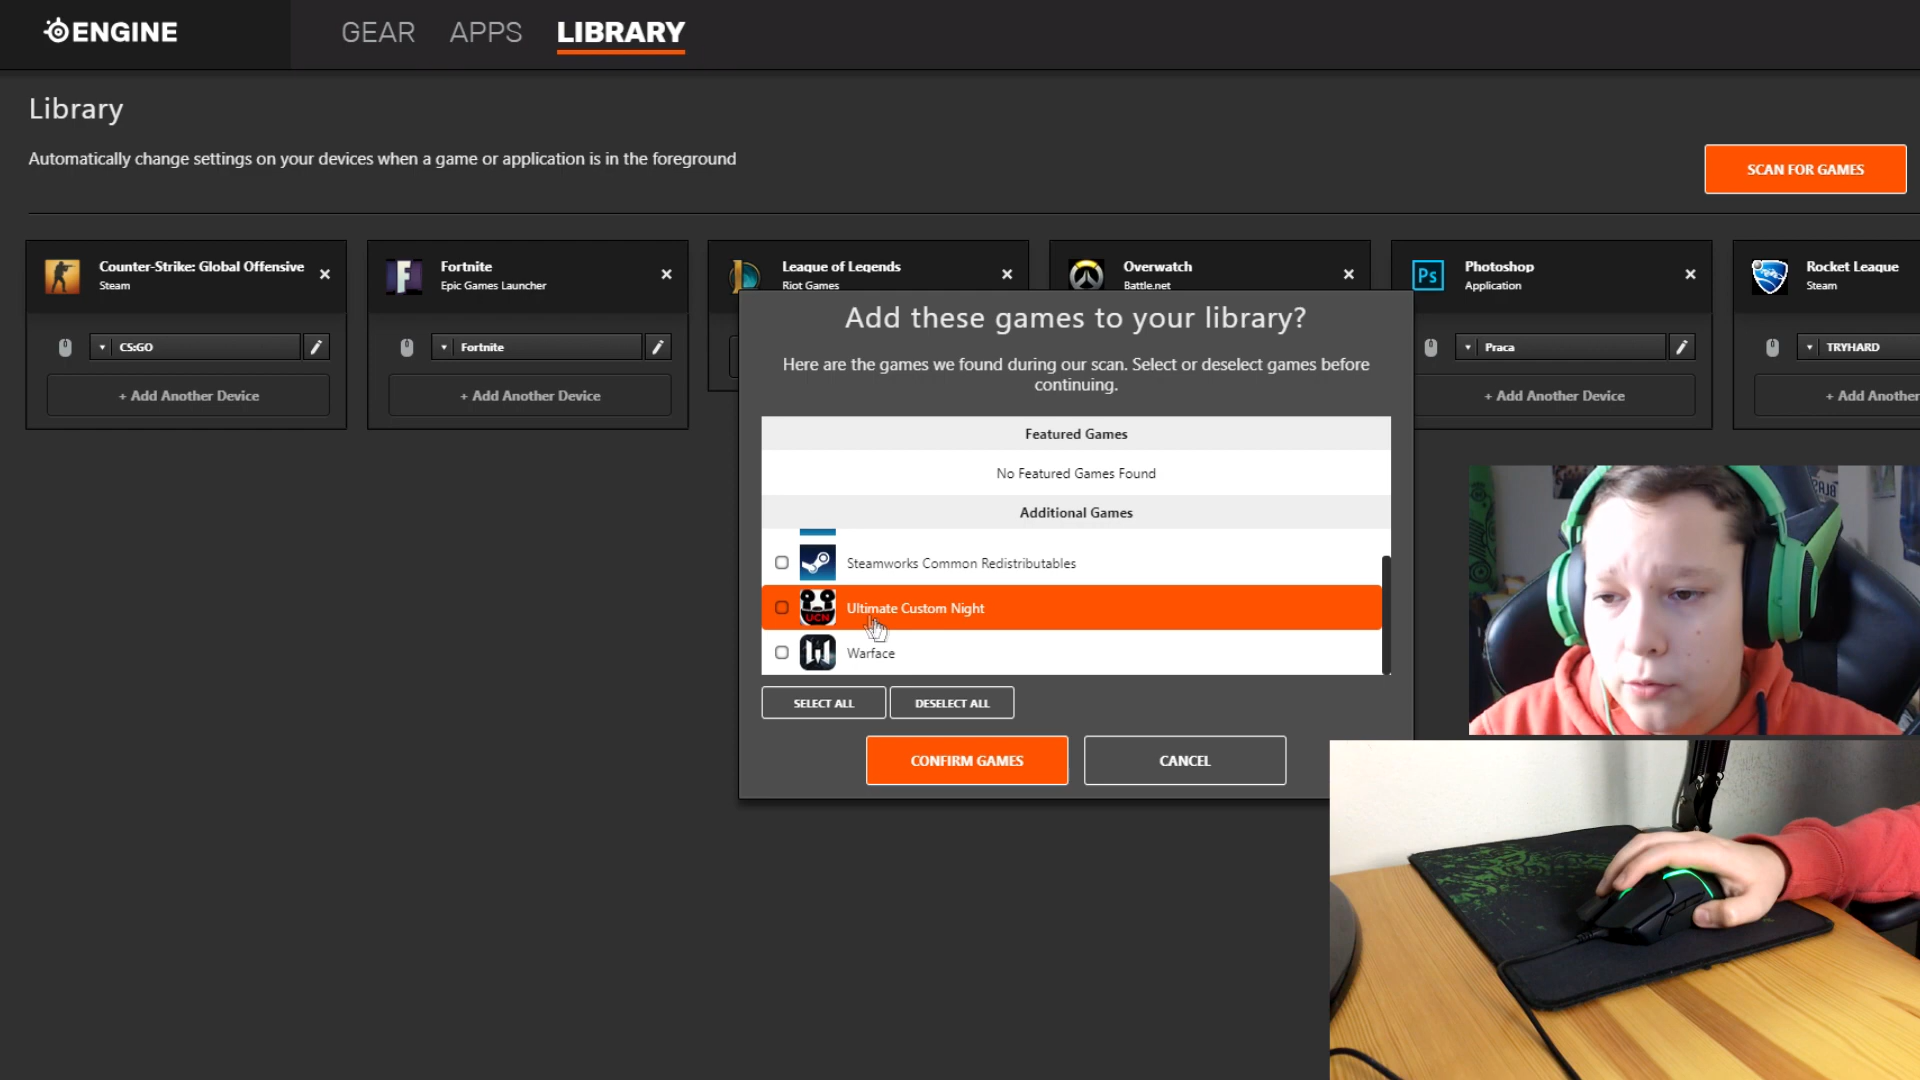 ENGINE
GEAR APPS LIBRARY
Library
Automatically change settings on your devices when a game or application is in the foreground
SCAN FOR GAMES
Counter-Strike: Global Offensive
Steam
CS:GO
+ Add Another Device
Fortnite
Epic Games Launcher
Fortnite
+ Add Another Device
League of Legends
Riot Games
Overwatch
Battle.net
Ps
Photoshop
Application
Praca
+ Add Another Device
Rocket League
Steam
TRYHARD
+ Add Another
Add these games to your library?
Here are the games we found during our scan. Select or deselect games before
continuing.
Featured Games
No Featured Games Found
Additional Games
Steamworks Common Redistributables
UCN
Ultimate Custom Night
Warface
SELECT ALL DESELECT ALL
CONFIRM GAMES CANCEL